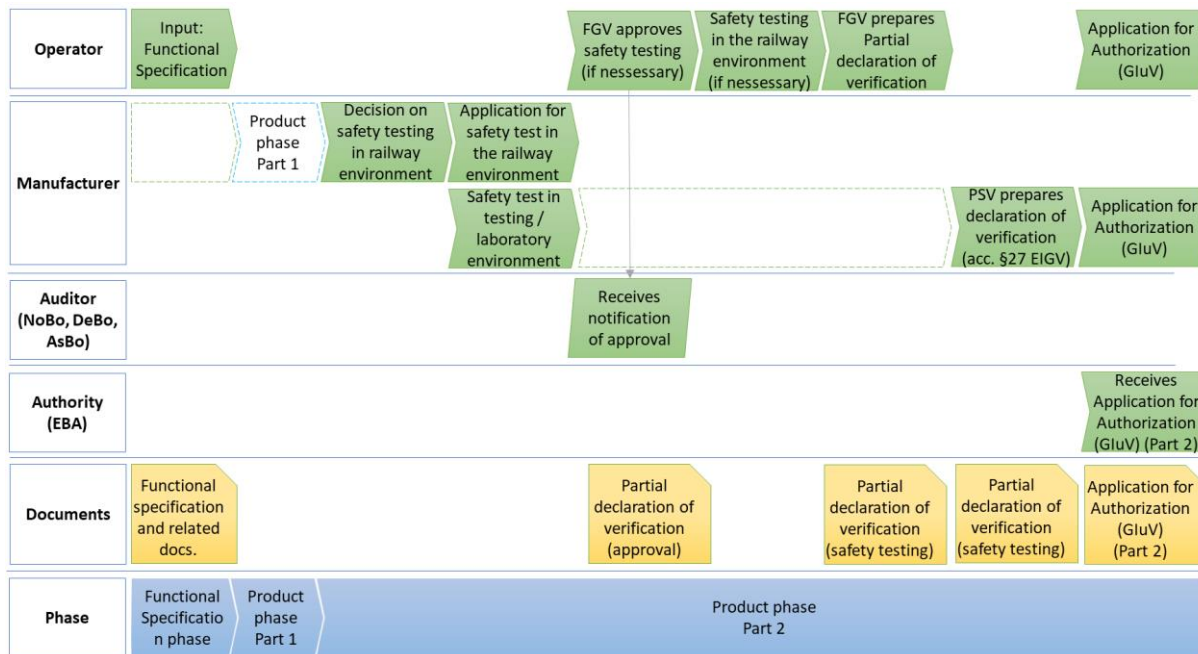 Operator
Input:
Functional
Specification
FGV approves
safety testing
(if nessessary)
Safety testing
in the railway
environment
(if nessessary)
FGV prepares
Partial
declaration of
verification
Application for
Authorization
(GIuV)
Manufacturer
Product
phase
Part 1
Decision on
safety testing
in railway
environment
Application for
safety test in
the railway
environment
Safety test in
testing /
laboratory
environment
PSV prepares
declaration of
verification
(acc. §27 EIGV)
Application for
Authorization
(GIuV)
Auditor
(NoBo, DeBo,
AsBo)
Receives
notification
of approval
Authority
(EBA)
Receives
Application for
Authorization
(GIuV) (Part 2)
Documents
Functional
specification
and related
docs.
Partial
declaration of
verification
(approval)
Partial
declaration of
verification
(safety testing)
Partial
declaration of
verification
(safety testing)
Application for
Authorization
(GIuV)
(Part 2)
Phase
Functional
Specificatio
n phase
Product
phase
Part 1
Product phase
Part 2